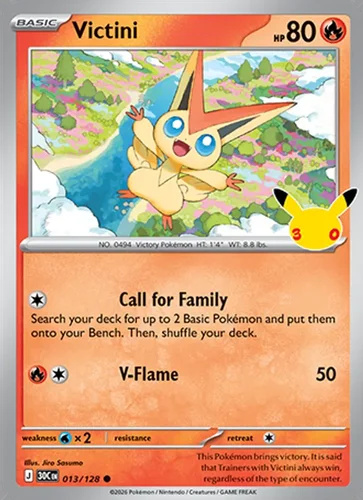 BASIC Victini HP 80
30
NO. 0494 Victory Pokémon HT: 1'4" WT: 8.8 lbs.
Call for Family
Search your deck for up to 2 Basic Pokémon and put them
onto your Bench. Then, shuffle your deck.
V-Flame 50
weakness ×2 resistance retreat
Illus. Jiro Sasumo
J 30C EN 013/128
This Pokémon brings victory. It is said
that Trainers with Victini always win,
regardless of the type of encounter.
©2026 Pokémon / Nintendo / Creatures / GAME FREAK